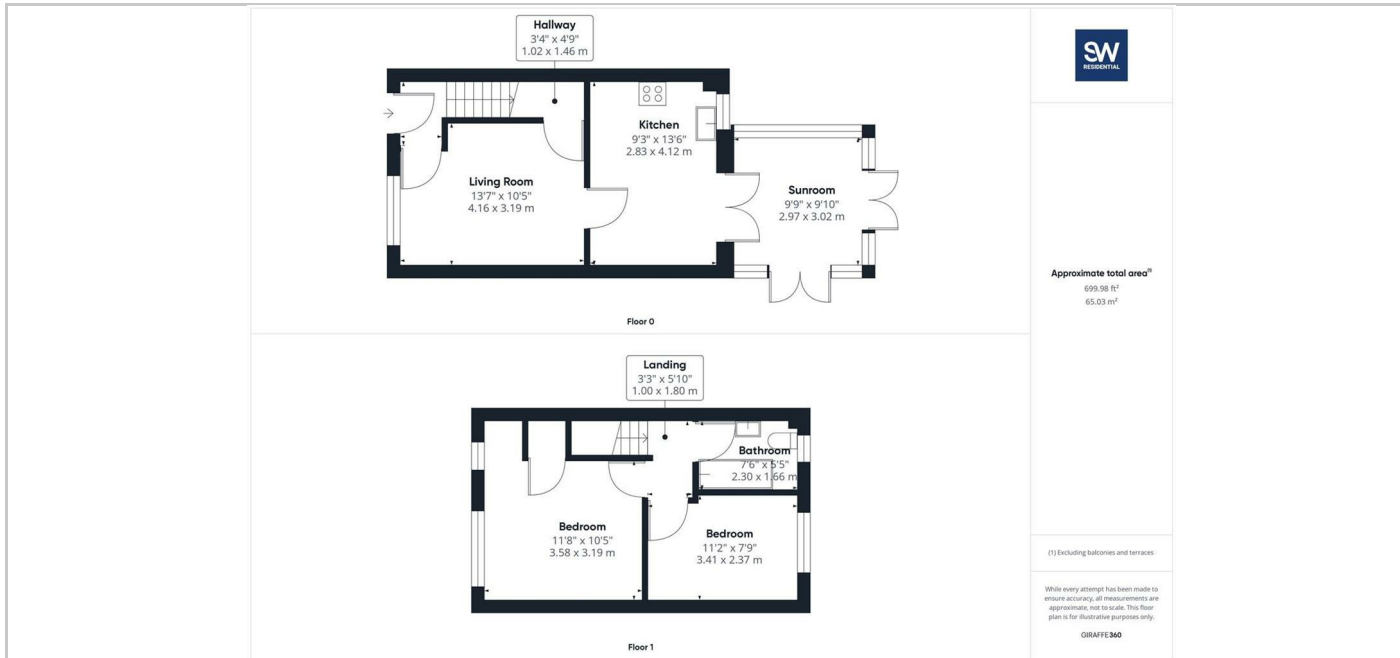 Hallway
3'4" x 4'9"
1.02 x 1.46 m
Kitchen
9'3" x 13'6"
2.83 x 4.12 m
Living Room
13'7" x 10'5"
4.16 x 3.19 m
Sunroom
9'9" x 9'10"
2.97 x 3.02 m
Floor 0
Landing
3'3" x 5'10"
1.00 x 1.80 m
Bathroom
7'6" x 5'5"
2.30 x 1.66 m
Bedroom
11'8" x 10'5"
3.58 x 3.19 m
Bedroom
11'2" x 7'9"
3.41 x 2.37 m
Floor 1
SW
RESIDENTIAL
Approximate total area⁽¹⁾
699.98 ft²
65.03 m²
(1) Excluding balconies and terraces
While every attempt has been made to
ensure accuracy, all measurements are
approximate, not to scale. This floor
plan is for illustrative purposes only.
GIRAFFE360